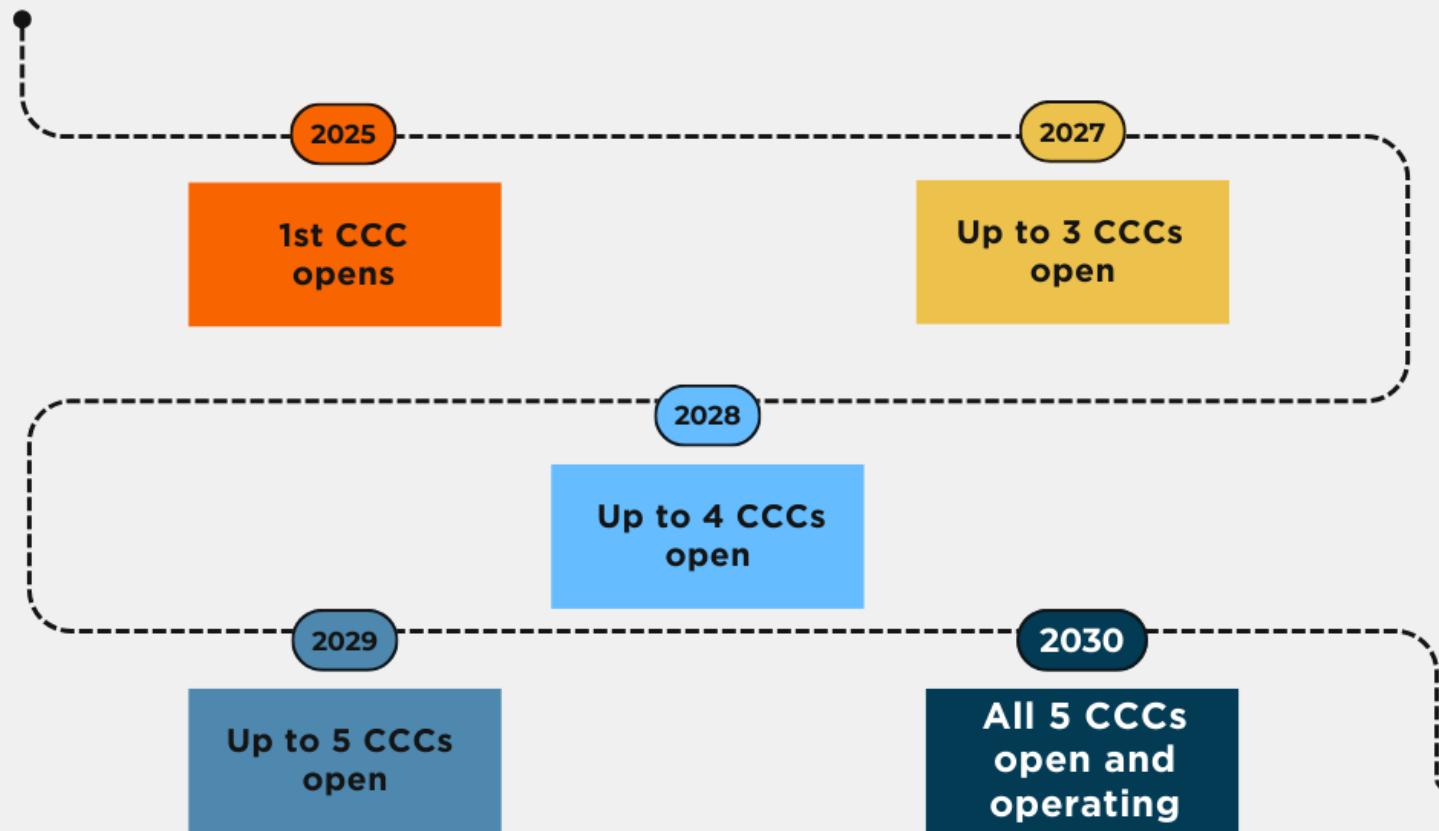 2025
1st CCC
opens
2027
Up to 3 CCCs
open
2028
Up to 4 CCCs
open
2029
Up to 5 CCCs
open
2030
All 5 CCCs
open and
operating